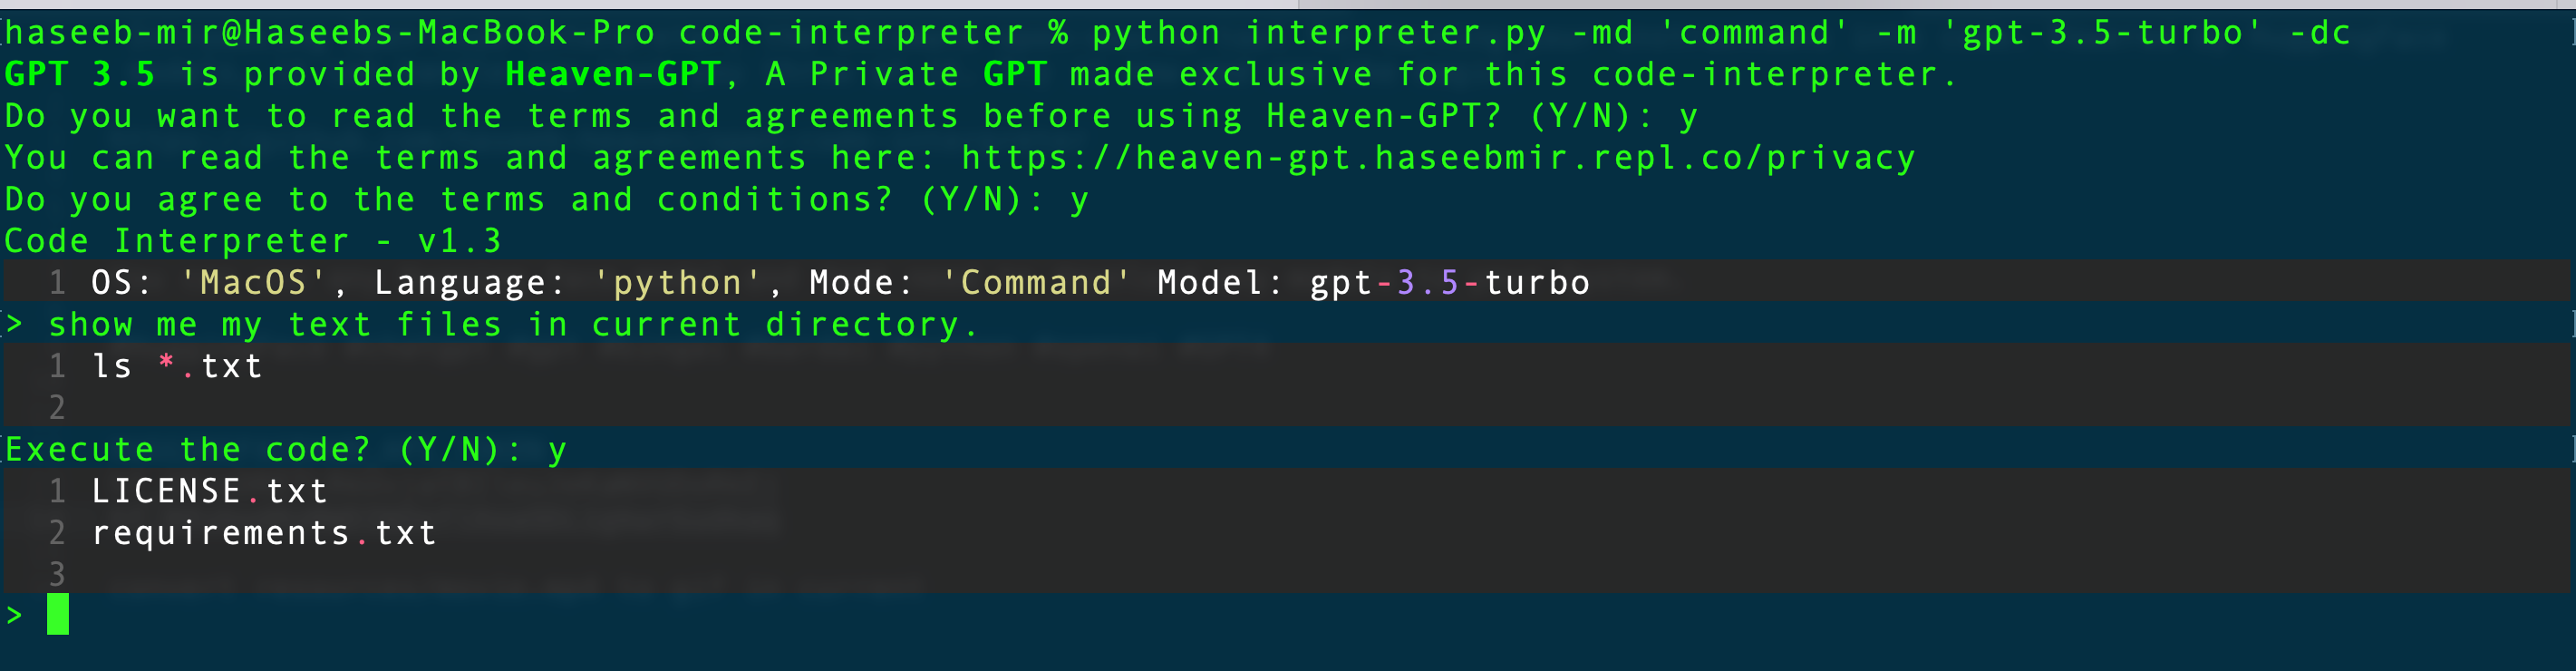 haseeb-mir@Haseebs-MacBook-Pro code-interpreter % python interpreter.py -md 'command' -m 'gpt-3.5-turbo' -dc
GPT 3.5 is provided by Heaven-GPT, A Private GPT made exclusive for this code-interpreter.
Do you want to read the terms and agreements before using Heaven-GPT? (Y/N): y
You can read the terms and agreements here: https://heaven-gpt.haseebmir.repl.co/privacy
Do you agree to the terms and conditions? (Y/N): y
Code Interpreter - v1.3
1 OS: 'MacOS', Language: 'python', Mode: 'Command' Model: gpt-3.5-turbo
> show me my text files in current directory.
1 ls *.txt
2
Execute the code? (Y/N): y
1 LICENSE.txt
2 requirements.txt
3
>